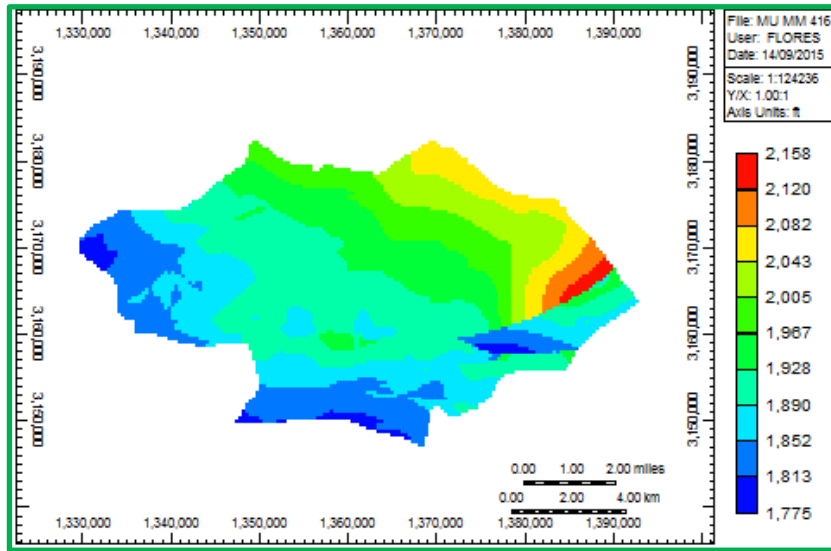 1,330,000 1,340,000 1,350,000 1,360,000 1,370,000 1,380,000 1,390,000
3,190,000
3,180,000
3,170,000
3,160,000
3,150,000
3,190,000
3,180,000
3,170,000
3,160,000
3,150,000
1,330,000 1,340,000 1,350,000 1,360,000 1,370,000 1,380,000 1,390,000
0.00 1.00 2.00 miles
0.00 2.00 4.00 km
File: MU MM 416
User: FLORES
Date: 14/09/2015
Scale: 1:124236
Y/X: 1.00:1
Axis Units: ft
2,158
2,120
2,082
2,043
2,005
1,967
1,928
1,890
1,852
1,813
1,775